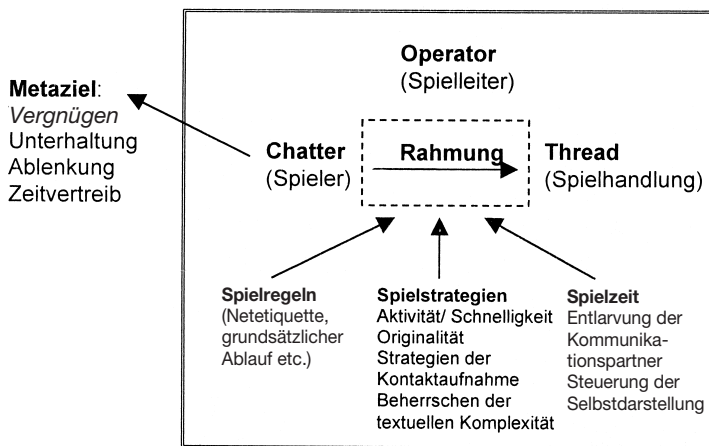 Operator
(Spielleiter)
Metaziel:
Vergnügen
Unterhaltung
Ablenkung
Zeitvertreib
Chatter
(Spieler)
Rahmung
Thread
(Spielhandlung)
Spielregeln
(Netetiquette,
grundsätzlicher
Ablauf etc.)
Spielstrategien
Aktivität/ Schnelligkeit
Originalität
Strategien der
Kontaktaufnahme
Beherrschen der
textuellen Komplexität
Spielzeit
Entlarvung der
Kommunika-
tionspartner
Steuerung der
Selbstdarstellung